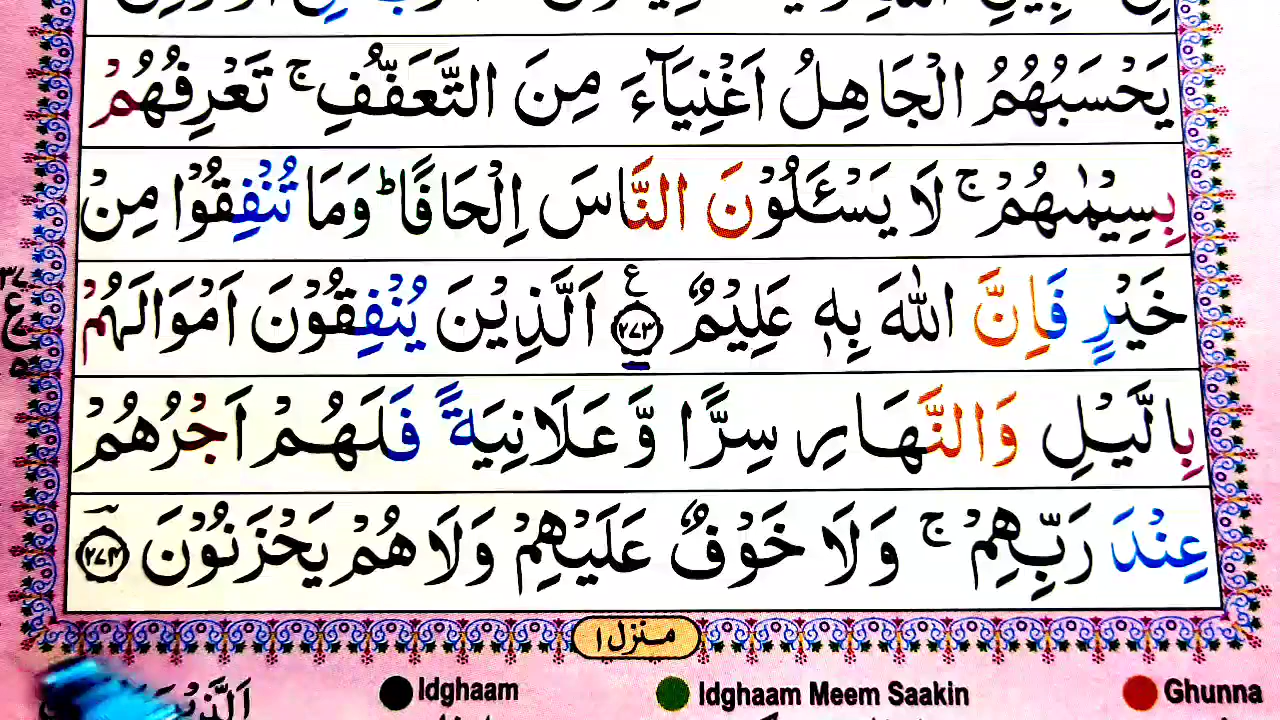 يَحْسَبُهُمُ الْجَاهِلُ اَغْنِيَآءَ مِنَ التَّعَفُّفِ ۚ تَعْرِفُهُمْ
بِسِيْمٰىهُمْ ۚ لَا يَسْـَٔلُوْنَ النَّاسَ اِلْحَافًا ؕ وَمَا تُنْفِقُوْا مِنْ
خَيْرٍ فَاِنَّ اللّٰهَ بِهٖ عَلِيْمٌ ﴿۲۷۳﴾ ع اَلَّذِيْنَ يُنْفِقُوْنَ اَمْوَالَهُمْ
بِالَّيْلِ وَالنَّهَارِ سِرًّا وَّعَلَانِيَةً فَلَهُمْ اَجْرُهُمْ
عِنْدَ رَبِّهِمْ ۚ وَلَا خَوْفٌ عَلَيْهِمْ وَلَا هُمْ يَحْزَنُوْنَ ﴿۲۷۴﴾
منزل ۱
Idghaam Idghaam Meem Saakin Ghunna